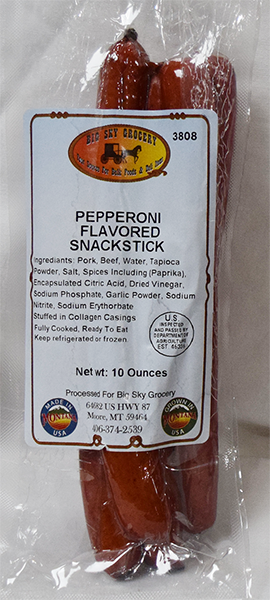 BIG SKY GROCERY
3808
PEPPERONI
FLAVORED
SNACKSTICK
Ingredients: Pork, Beef, Water, Tapioca
Powder, Salt, Spices Including (Paprika),
Encapsulated Citric Acid, Dried Vinegar,
Sodium Phosphate, Garlic Powder, Sodium
Nitrite, Sodium Erythorbate
Stuffed in Collagen Casings
Fully Cooked, Ready To Eat
Keep refrigerated or frozen.
U.S.
INSPECTED
AND PASSED BY
DEPARTMENT OF
AGRICULTURE
EST
Net: 10 Ounces
Processed For Big Sky Grocery
6482 US HWY 87
Moore, MT 59464
406-374-2539
MADE IN
MONTANA
USA
GROWN IN
MONTANA
USA